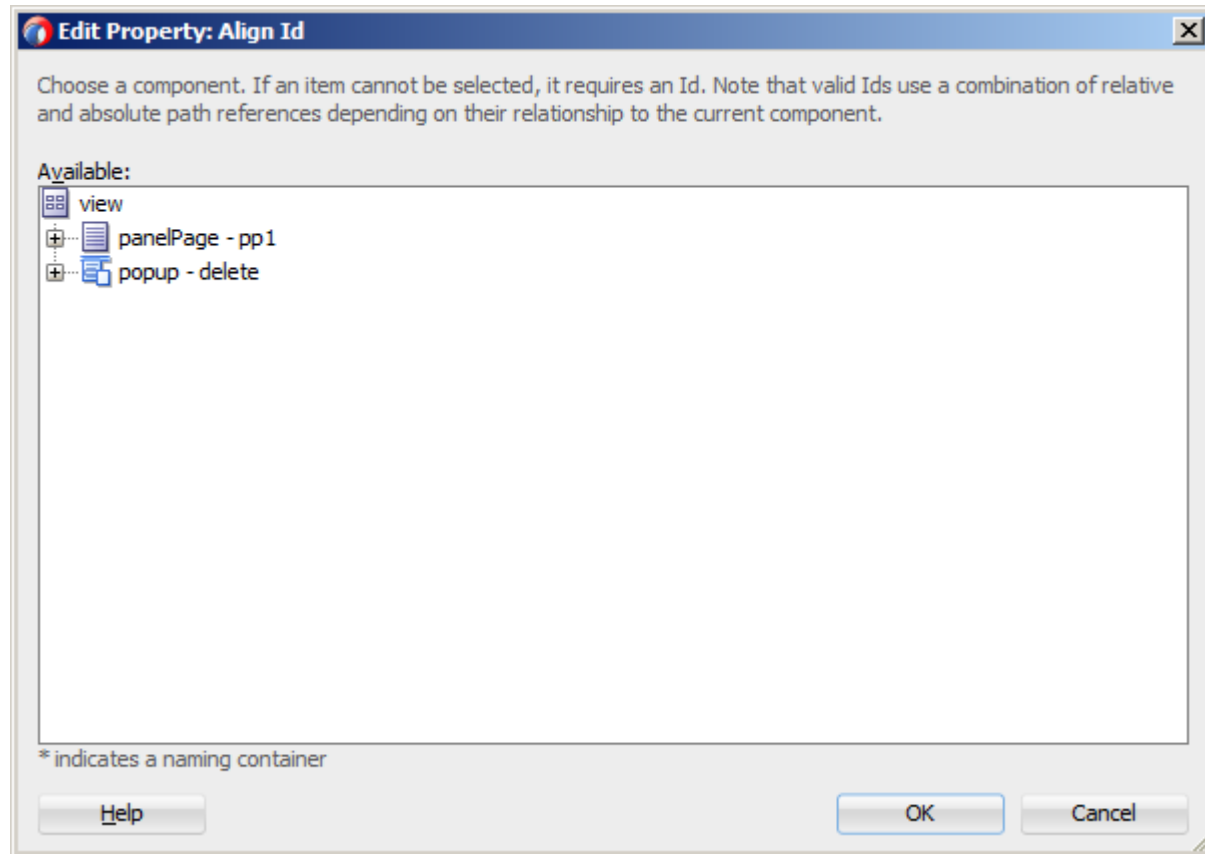 Edit Property: Align Id
Choose a component. If an item cannot be selected, it requires an Id. Note that valid Ids use a combination of relative
and absolute path references depending on their relationship to the current component.
Available:
view
panelPage - pp1
popup - delete
* indicates a naming container
Help
OK
Cancel